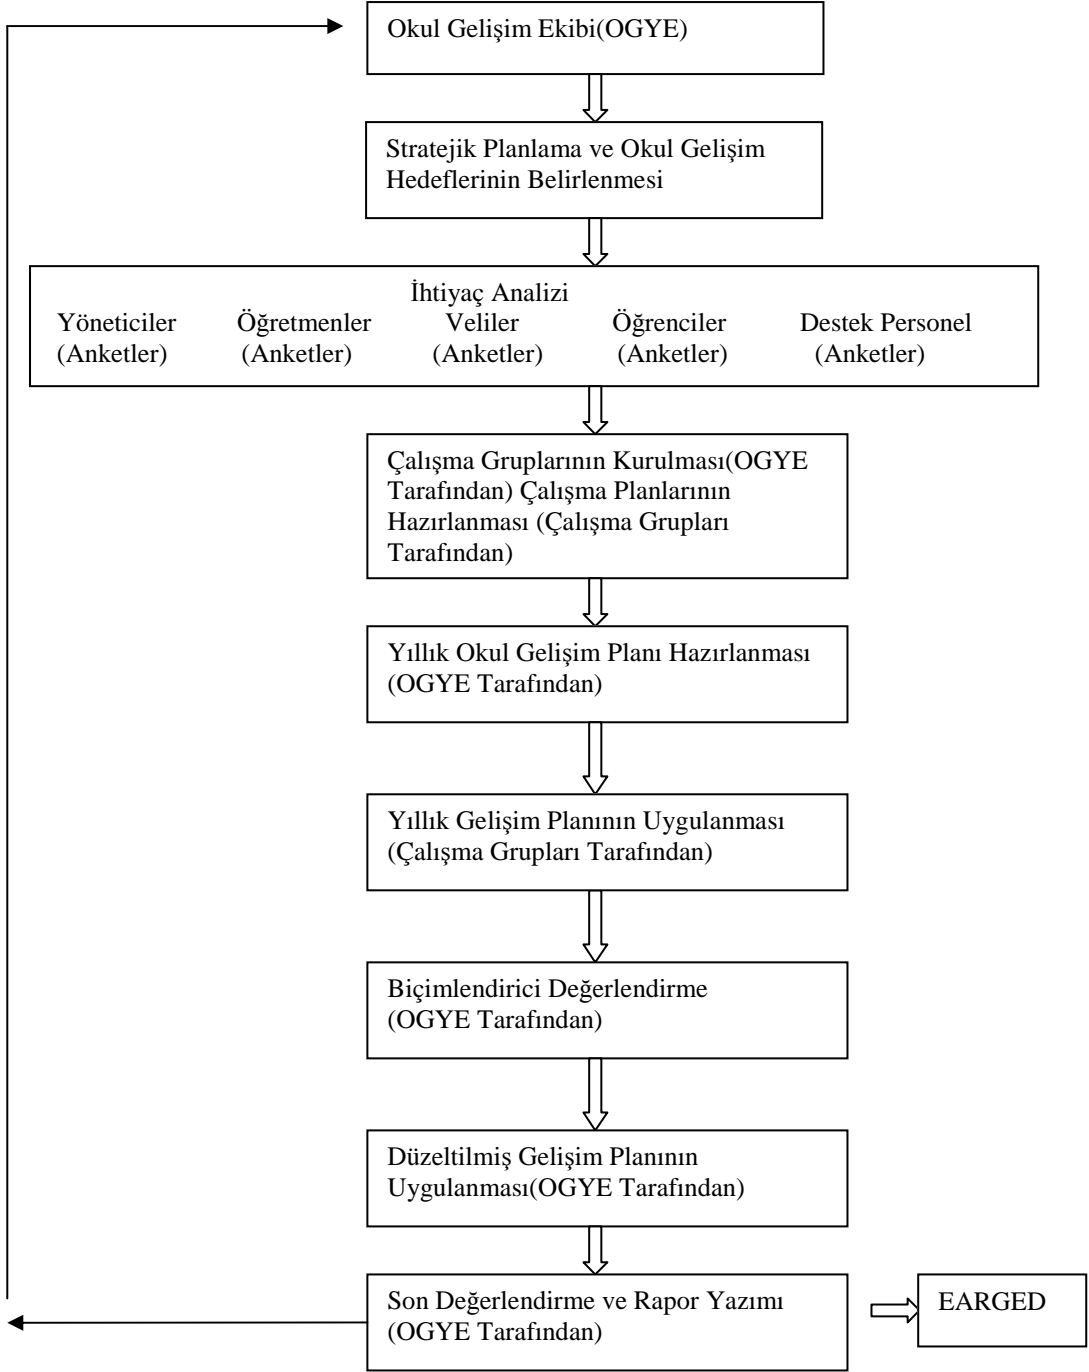 Okul Gelişim Ekibi(OGYE)
Stratejik Planlama ve Okul Gelişim
Hedeflerinin Belirlenmesi
İhtiyaç Analizi
Yöneticiler Öğretmenler Veliler Öğrenciler Destek Personel
(Anketler) (Anketler) (Anketler) (Anketler) (Anketler)
Çalışma Gruplarının Kurulması(OGYE
Tarafından) Çalışma Planlarının
Hazırlanması (Çalışma Grupları
Tarafından)
Yıllık Okul Gelişim Planı Hazırlanması
(OGYE Tarafından)
Yıllık Gelişim Planının Uygulanması
(Çalışma Grupları Tarafından)
Biçimlendirici Değerlendirme
(OGYE Tarafından)
Düzeltilmiş Gelişim Planının
Uygulanması(OGYE Tarafından)
Son Değerlendirme ve Rapor Yazımı
(OGYE Tarafından)
EARGED